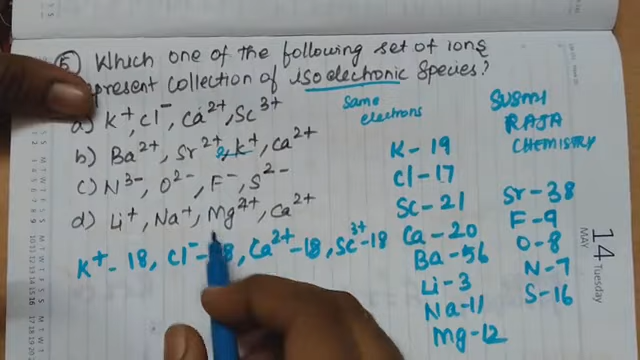 5) Which one of the following set of ions
present collection of isoelectronic Species?
a) K⁺, Cl⁻, Ca²⁺, Sc³⁺
b) Ba²⁺, Sr²⁺, K⁺, Ca²⁺
c) N³⁻, O²⁻, F⁻, S²⁻
d) Li⁺, Na⁺, Mg²⁺, Ca²⁺
K⁺- 18, Cl⁻- 18, Ca²⁺-18, Sc³⁺-18
Same
electrons
K - 19
Cl - 17
Sc - 21
Ca - 20
Ba - 56
Li - 3
Na - 11
Mg - 12
SUSMI
RAJA
CHEMISTRY
Sr - 38
F - 9
O - 8
N - 7
S - 16
MAY
14
Tuesday